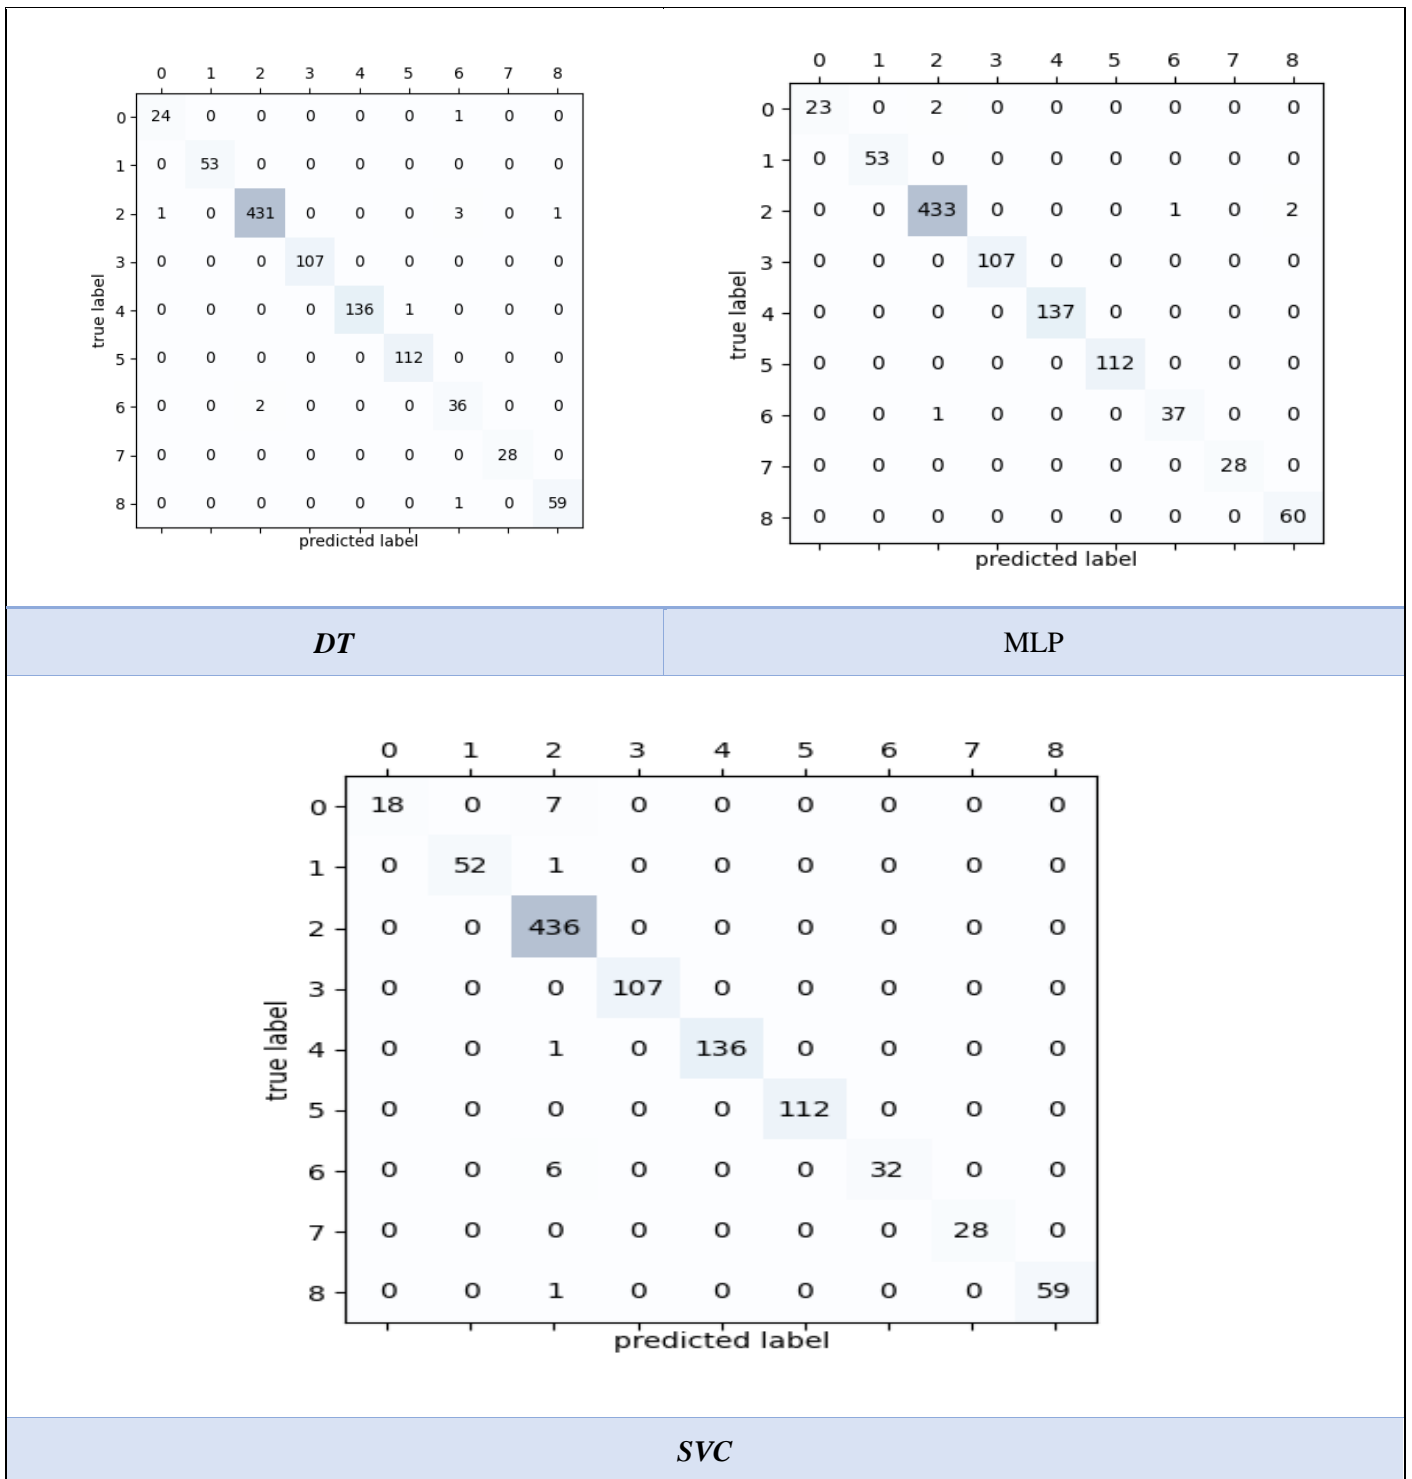 0 1 2 3 4 5 6 7 8
0 24 0 0 0 0 0 1 0 0
1 0 53 0 0 0 0 0 0 0
2 1 0 431 0 0 0 3 0 1
3 0 0 0 107 0 0 0 0 0
4 0 0 0 0 136 1 0 0 0
5 0 0 0 0 0 112 0 0 0
6 0 0 2 0 0 0 36 0 0
7 0 0 0 0 0 0 0 28 0
8 0 0 0 0 0 0 1 0 59
true label
predicted label
0 1 2 3 4 5 6 7 8
0 23 0 2 0 0 0 0 0 0
1 0 53 0 0 0 0 0 0 0
2 0 0 433 0 0 0 1 0 2
3 0 0 0 107 0 0 0 0 0
4 0 0 0 0 137 0 0 0 0
5 0 0 0 0 0 112 0 0 0
6 0 0 1 0 0 0 37 0 0
7 0 0 0 0 0 0 0 28 0
8 0 0 0 0 0 0 0 0 60
true label
predicted label
DT
MLP
0 1 2 3 4 5 6 7 8
0 18 0 7 0 0 0 0 0 0
1 0 52 1 0 0 0 0 0 0
2 0 0 436 0 0 0 0 0 0
3 0 0 0 107 0 0 0 0 0
4 0 0 1 0 136 0 0 0 0
5 0 0 0 0 0 112 0 0 0
6 0 0 6 0 0 0 32 0 0
7 0 0 0 0 0 0 0 28 0
8 0 0 1 0 0 0 0 0 59
true label
predicted label
SVC